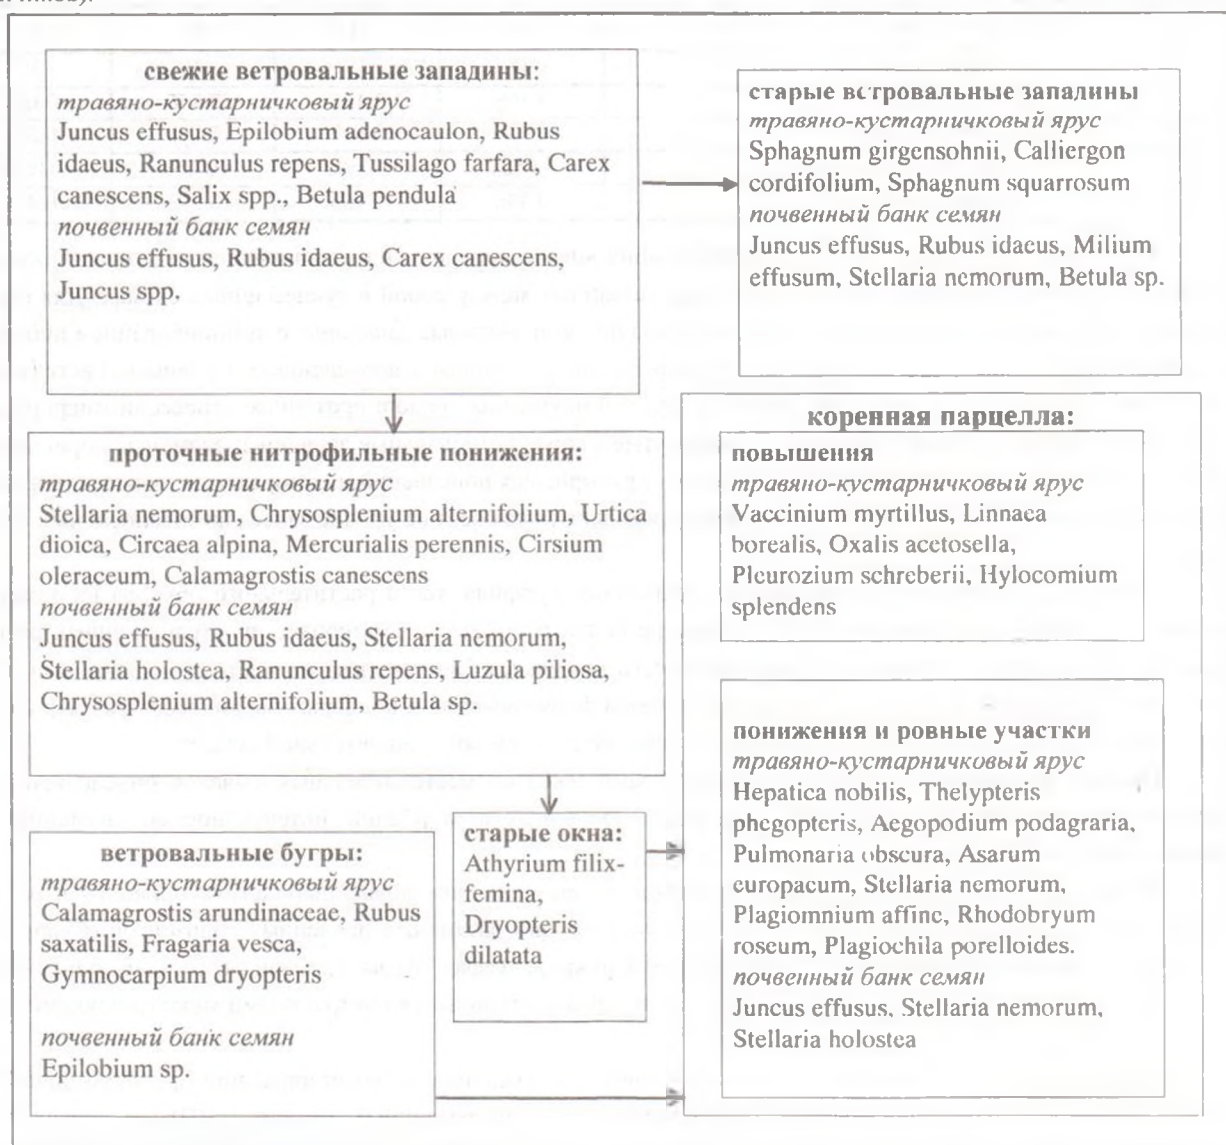 свежие ветровальные западины:
травяно-кустарничковый ярус
Juncus effusus, Epilobium adenocaulon, Rubus
idaeus, Ranunculus repens, Tussilago farfara, Carex
canescens, Salix spp., Betula pendula
почвенный банк семян
Juncus effusus, Rubus idaeus, Carex canescens,
Juncus spp.
старые ветровальные западины
травяно-кустарничковый ярус
Sphagnum girgensohnii, Calliergon
cordifolium, Sphagnum squarrosum
почвенный банк семян
Juncus effusus, Rubus idaeus, Milium
effusum, Stellaria nemorum, Betula sp.
проточные нитрофильные понижения:
травяно-кустарничковый ярус
Stellaria nemorum, Chrysosplenium alternifolium, Urtica
dioica, Circaea alpina, Mercurialis perennis, Cirsium
oleraceum, Calamagrostis canescens
почвенный банк семян
Juncus effusus, Rubus idaeus, Stellaria nemorum,
Stellaria holostea, Ranunculus repens, Luzula piliosa,
Chrysosplenium alternifolium, Betula sp.
коренная парцелла:
повышения
травяно-кустарничковый ярус
Vaccinium myrtillus, Linnaea
borealis, Oxalis acetosella,
Pleurozium schreberii, Hylocomium
splendens
понижения и ровные участки
травяно-кустарничковый ярус
Hepatica nobilis, Thelypteris
phegopteris, Aegopodium podagraria,
Pulmonaria obscura, Asarum
europaeum, Stellaria nemorum,
Plagiomnium affine, Rhodobryum
roseum, Plagiochila porelloides.
почвенный банк семян
Juncus effusus, Stellaria nemorum,
Stellaria holostea
ветровальные бугры:
травяно-кустарничковый ярус
Calamagrostis arundinaceae, Rubus
saxatilis, Fragaria vesca,
Gymnocarpium dryopteris
почвенный банк семян
Epilobium sp.
старые окна:
Athyrium filix-
femina,
Dryopteris
dilatata